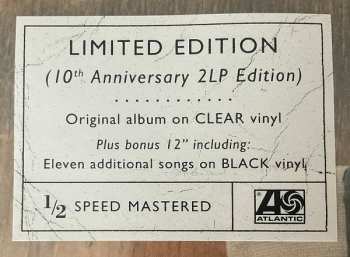 LIMITED EDITION
(10th Anniversary 2LP Edition)
Original album on CLEAR vinyl
Plus bonus 12" including:
Eleven additional songs on BLACK vinyl
1/2 SPEED MASTERED
ATLANTIC